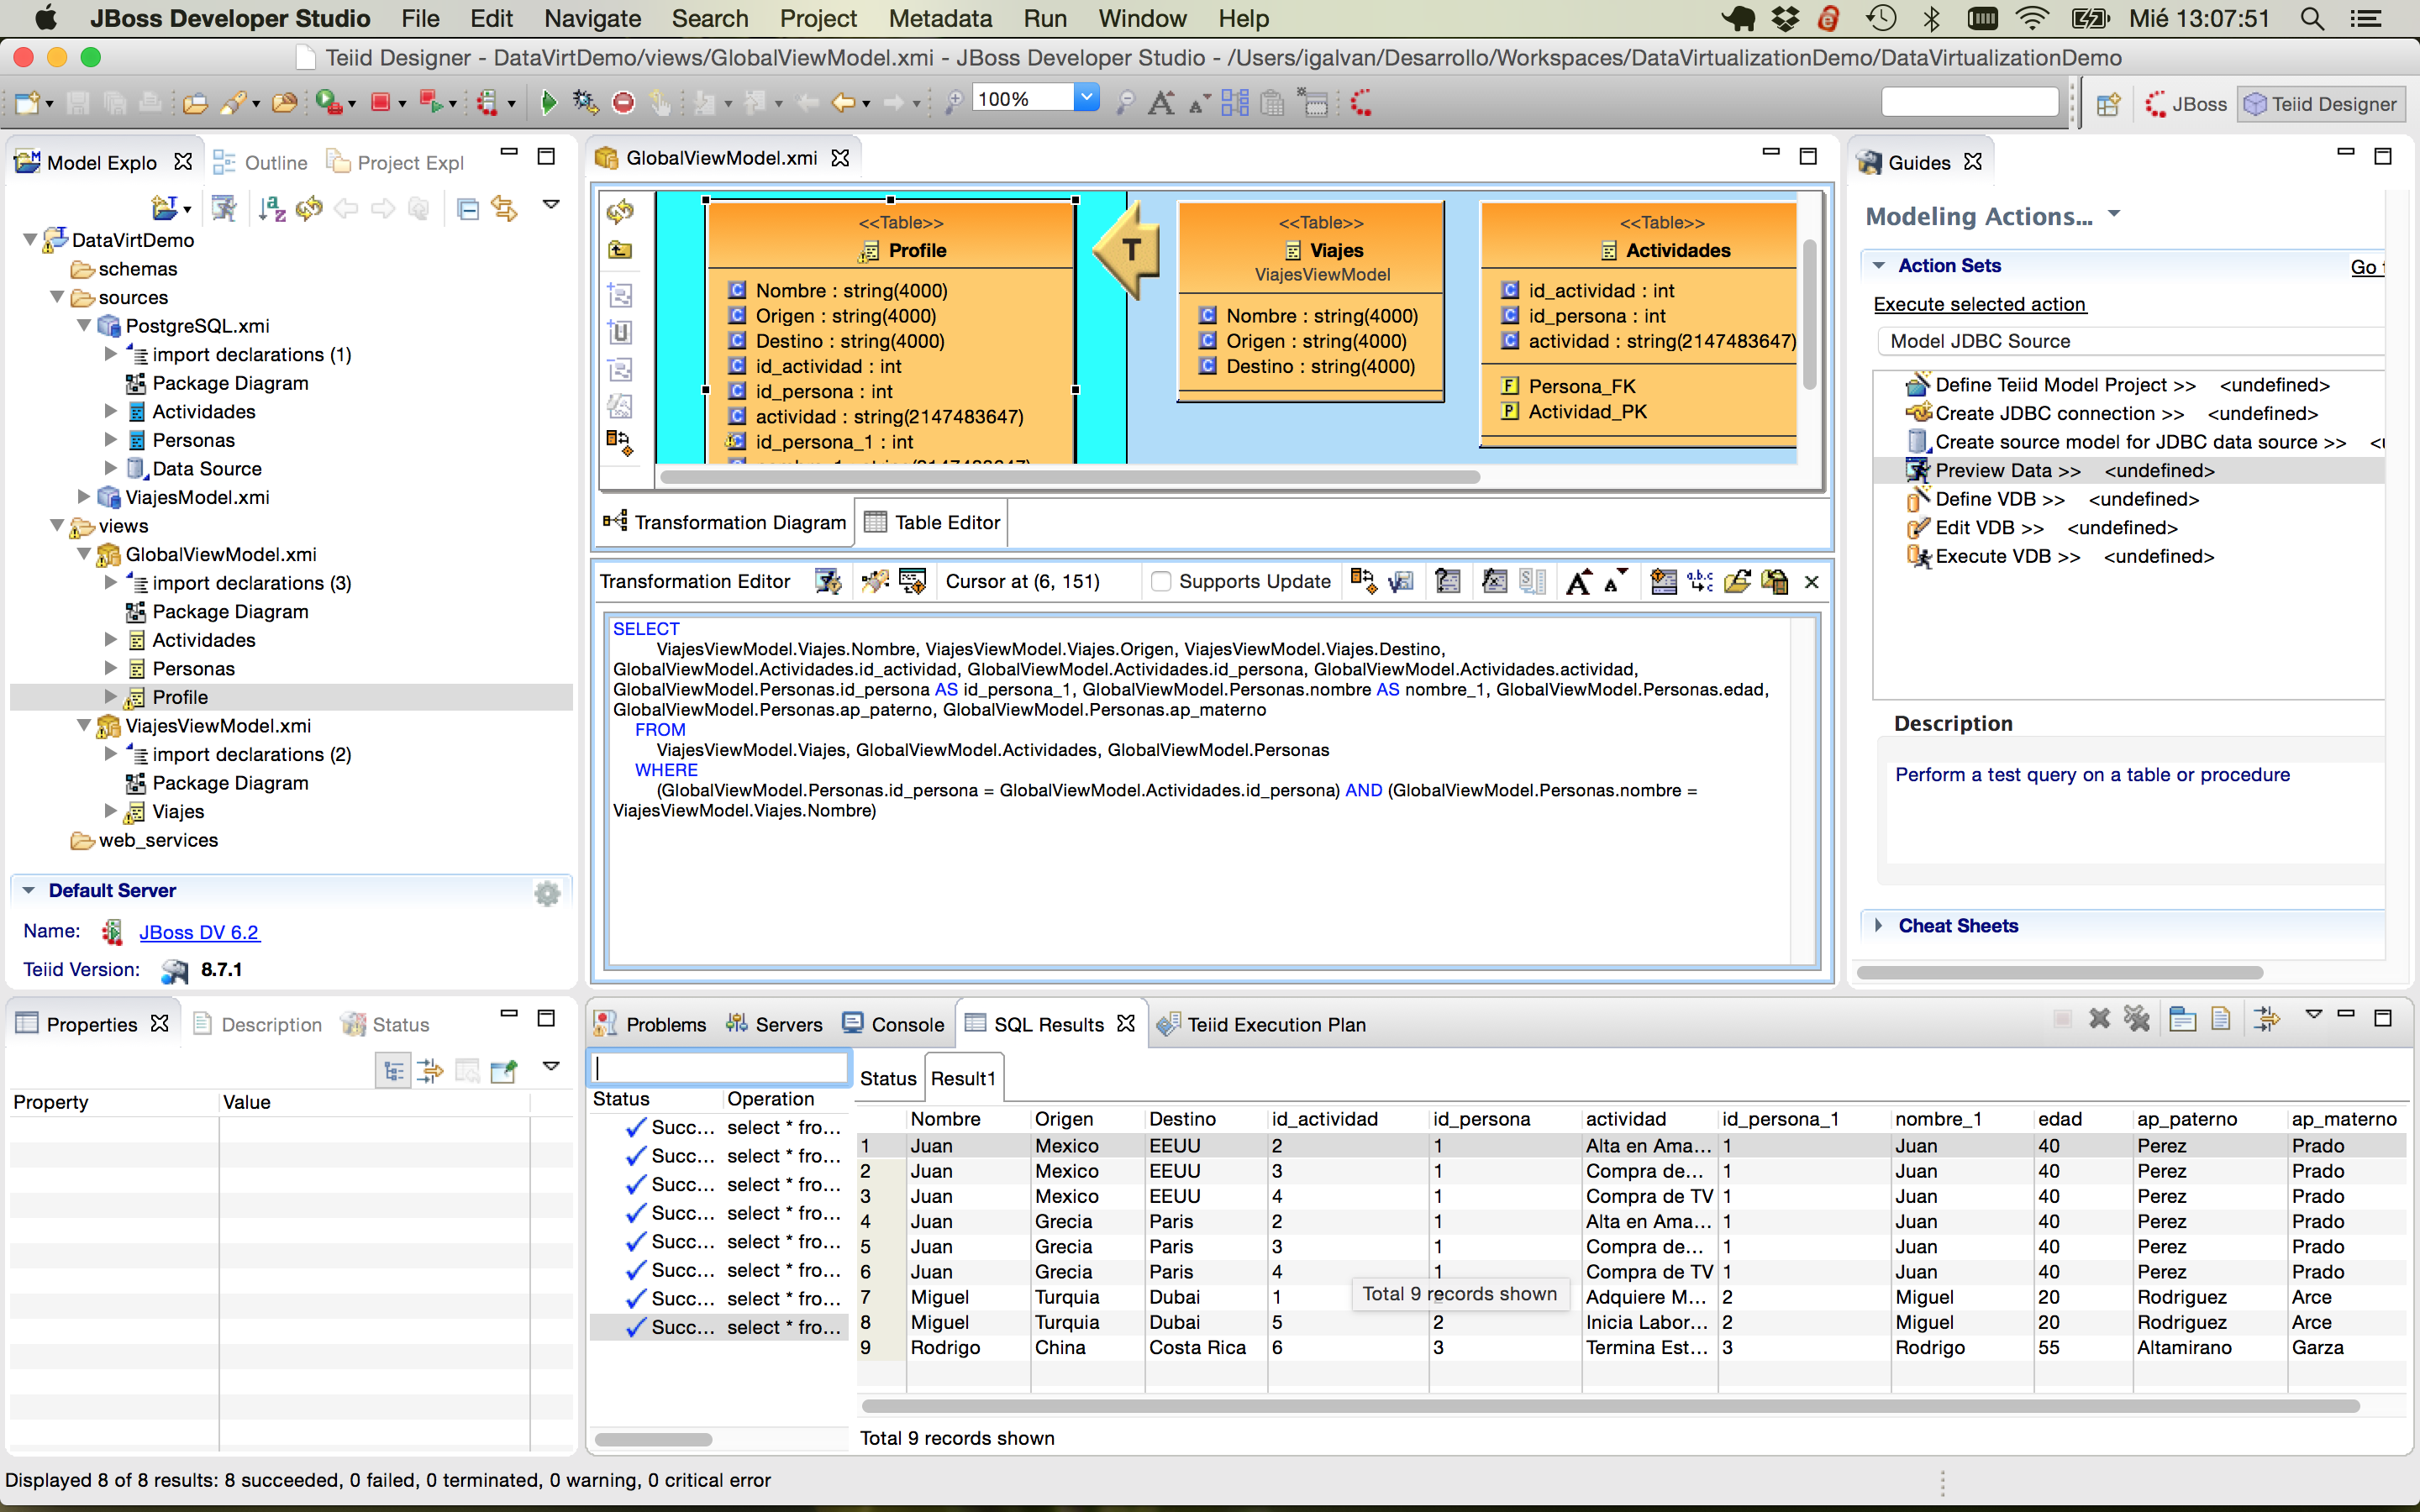 JBoss Developer Studio File Edit Navigate Search Project Metadata Run Window Help Mié 13:07:51
Teiid Designer - DataVirtDemo/views/GlobalViewModel.xmi - JBoss Developer Studio - /Users/igalvan/Desarrollo/Workspaces/DataVirtualizationDemo/DataVirtualizationDemo
100% JBoss Teiid Designer
Model Explo Outline Project Expl
DataVirtDemo
schemas
sources
PostgreSQL.xmi
import declarations (1)
Package Diagram
Actividades
Personas
Data Source
ViajesModel.xmi
views
GlobalViewModel.xmi
import declarations (3)
Package Diagram
Actividades
Personas
Profile
ViajesViewModel.xmi
import declarations (2)
Package Diagram
Viajes
web_services
Default Server
Name: JBoss DV 6.2
Teiid Version: 8.7.1
GlobalViewModel.xmi
<<Table>>
Profile
Nombre : string(4000)
Origen : string(4000)
Destino : string(4000)
id_actividad : int
id_persona : int
actividad : string(2147483647)
id_persona_1 : int
T
<<Table>>
Viajes
ViajesViewModel
Nombre : string(4000)
Origen : string(4000)
Destino : string(4000)
<<Table>>
Actividades
id_actividad : int
id_persona : int
actividad : string(2147483647)
Persona_FK
Actividad_PK
Transformation Diagram Table Editor
Transformation Editor Cursor at (6, 151) Supports Update
SELECT
ViajesViewModel.Viajes.Nombre, ViajesViewModel.Viajes.Origen, ViajesViewModel.Viajes.Destino,
GlobalViewModel.Actividades.id_actividad, GlobalViewModel.Actividades.id_persona, GlobalViewModel.Actividades.actividad,
GlobalViewModel.Personas.id_persona AS id_persona_1, GlobalViewModel.Personas.nombre AS nombre_1, GlobalViewModel.Personas.edad,
GlobalViewModel.Personas.ap_paterno, GlobalViewModel.Personas.ap_materno
FROM
ViajesViewModel.Viajes, GlobalViewModel.Actividades, GlobalViewModel.Personas
WHERE
(GlobalViewModel.Personas.id_persona = GlobalViewModel.Actividades.id_persona) AND (GlobalViewModel.Personas.nombre =
ViajesViewModel.Viajes.Nombre)
Guides
Modeling Actions...
Action Sets Go
Execute selected action
Model JDBC Source
Define Teiid Model Project >> <undefined>
Create JDBC connection >> <undefined>
Create source model for JDBC data source >>
Preview Data >> <undefined>
Define VDB >> <undefined>
Edit VDB >> <undefined>
Execute VDB >> <undefined>
Description
Perform a test query on a table or procedure
Cheat Sheets
Properties Description Status
Property Value
Problems Servers Console SQL Results Teiid Execution Plan
Status Operation
Succ... select * fro...
Succ... select * fro...
Succ... select * fro...
Succ... select * fro...
Succ... select * fro...
Succ... select * fro...
Succ... select * fro...
Succ... select * fro...
Status Result1
Nombre Origen Destino id_actividad id_persona actividad id_persona_1 nombre_1 edad ap_paterno ap_materno
1 Juan Mexico EEUU 2 1 Alta en Ama... 1 Juan 40 Perez Prado
2 Juan Mexico EEUU 3 1 Compra de... 1 Juan 40 Perez Prado
3 Juan Mexico EEUU 4 1 Compra de TV 1 Juan 40 Perez Prado
4 Juan Grecia Paris 2 1 Alta en Ama... 1 Juan 40 Perez Prado
5 Juan Grecia Paris 3 1 Compra de... 1 Juan 40 Perez Prado
6 Juan Grecia Paris 4 1 Compra de TV 1 Juan 40 Perez Prado
7 Miguel Turquia Dubai 1 Adquiere M... 2 Miguel 20 Rodriguez Arce
8 Miguel Turquia Dubai 5 2 Inicia Labor... 2 Miguel 20 Rodriguez Arce
9 Rodrigo China Costa Rica 6 3 Termina Est... 3 Rodrigo 55 Altamirano Garza
Total 9 records shown
Total 9 records shown
Displayed 8 of 8 results: 8 succeeded, 0 failed, 0 terminated, 0 warning, 0 critical error